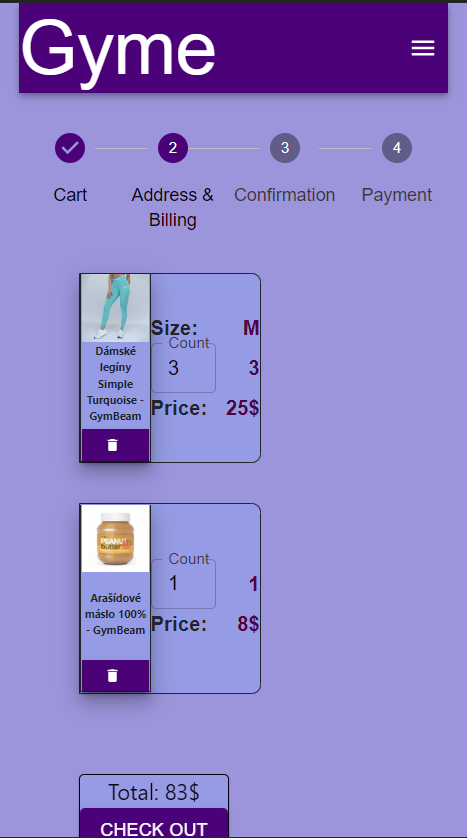 Gyme
2
3
4
Cart
Address &
Billing
Confirmation
Payment
Size:
M
Count
3
3
Price:
25$
Dámské
legíny
Simple
Turquoise -
GymBeam
PEANUT
butter
Count
1
1
Price:
8$
Arašídové
máslo 100%
- GymBeam
Total: 83$
CHECK OUT